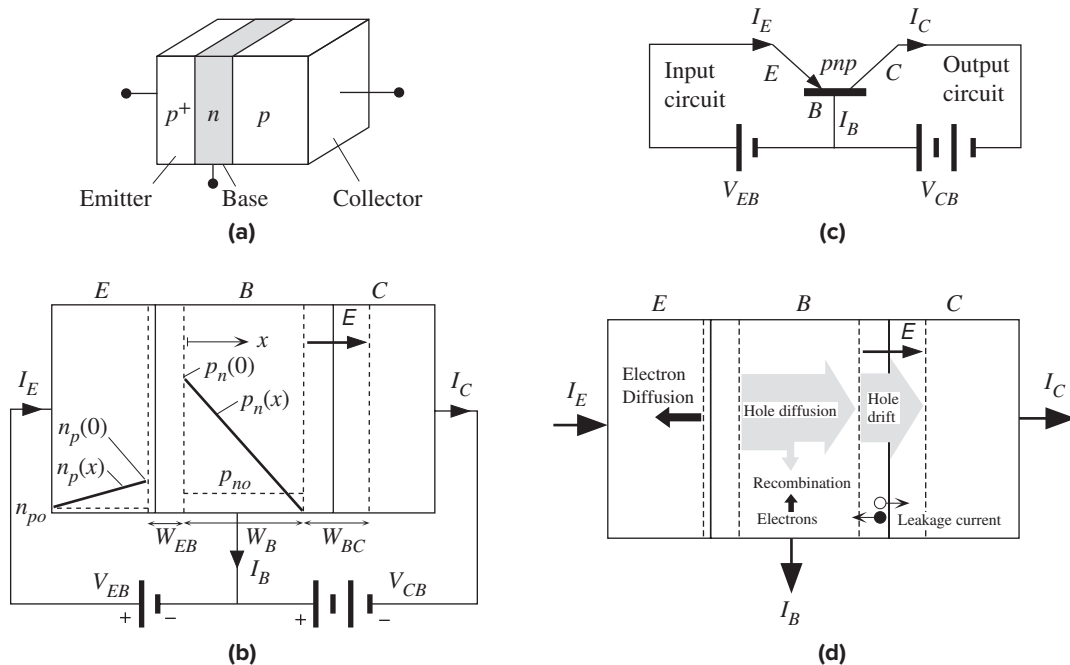 p+
n
p
Emitter
Base
Collector
(a)
I_E
I_C
E
pnp
C
Input
circuit
B
I_B
Output
circuit
V_EB
V_CB
(c)
E
B
C
x
E
p_n(0)
p_n(x)
I_E
I_C
n_p(0)
n_p(x)
p_no
n_po
W_EB
W_B
W_BC
I_B
V_EB
V_CB
+
−
+
−
(b)
E
B
C
E
Electron
Diffusion
I_E
I_C
Hole diffusion
Hole
drift
Recombination
Electrons
Leakage current
I_B
(d)